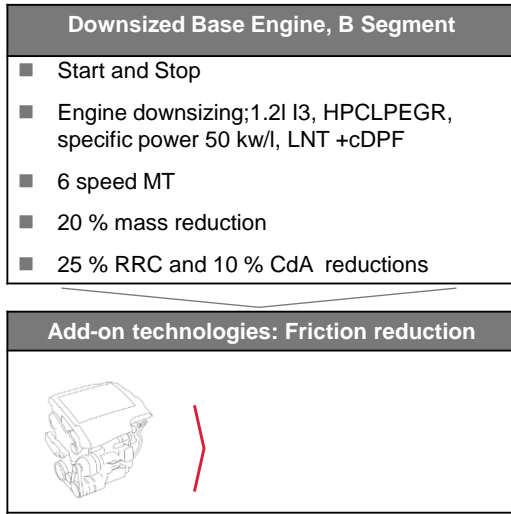 Downsized Base Engine, B Segment
Start and Stop
Engine downsizing;1.2l I3, HPCLPEGR,
specific power 50 kw/l, LNT +cDPF
6 speed MT
20 % mass reduction
25 % RRC and 10 % CdA reductions
Add-on technologies: Friction reduction